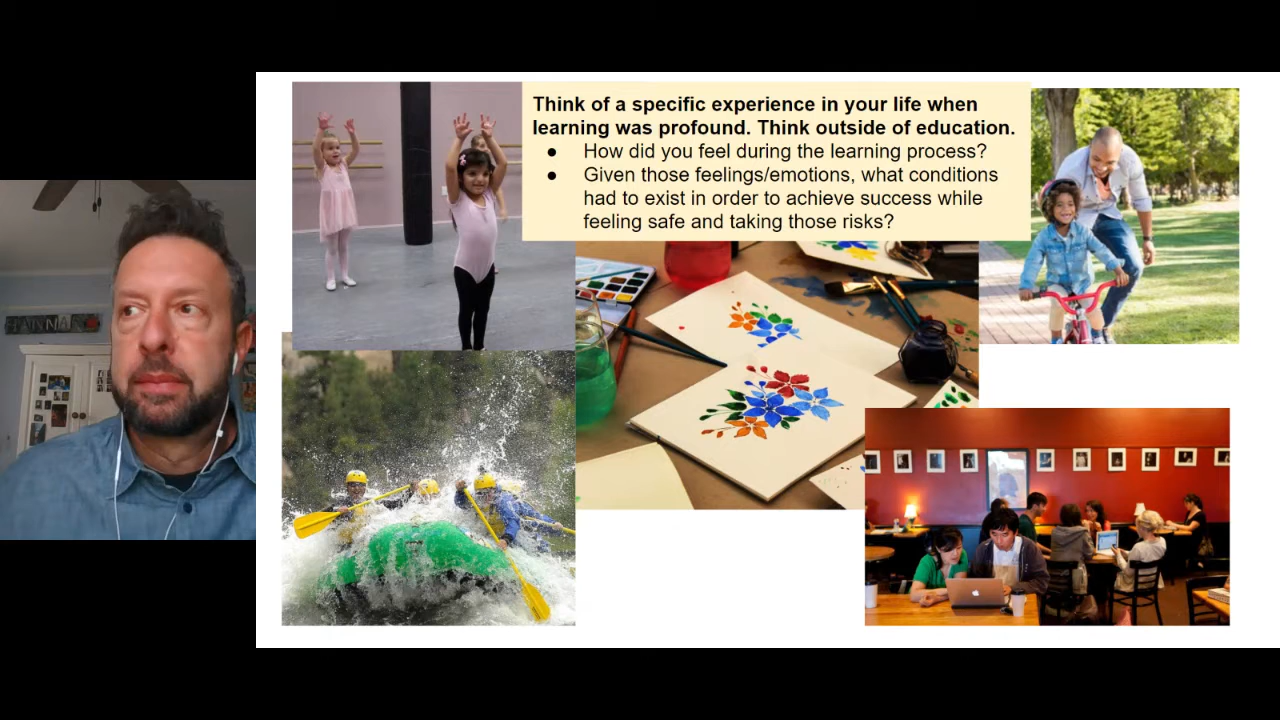 Think of a specific experience in your life when
learning was profound. Think outside of education.
● How did you feel during the learning process?
● Given those feelings/emotions, what conditions
had to exist in order to achieve success while
feeling safe and taking those risks?
HANNAH